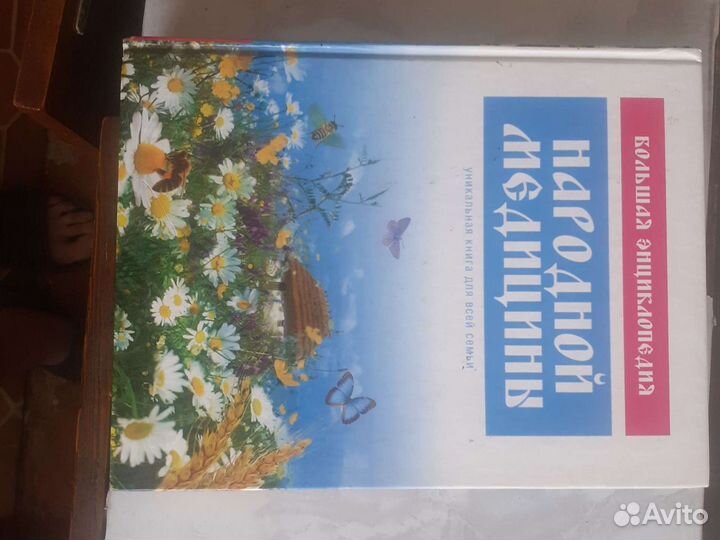 БОЛЬШАЯ ЭНЦИКЛОПЕДИЯ
НАРОДНОЙ
МЕДИЦИНЫ
уникальная книга для всей семьи
Avito